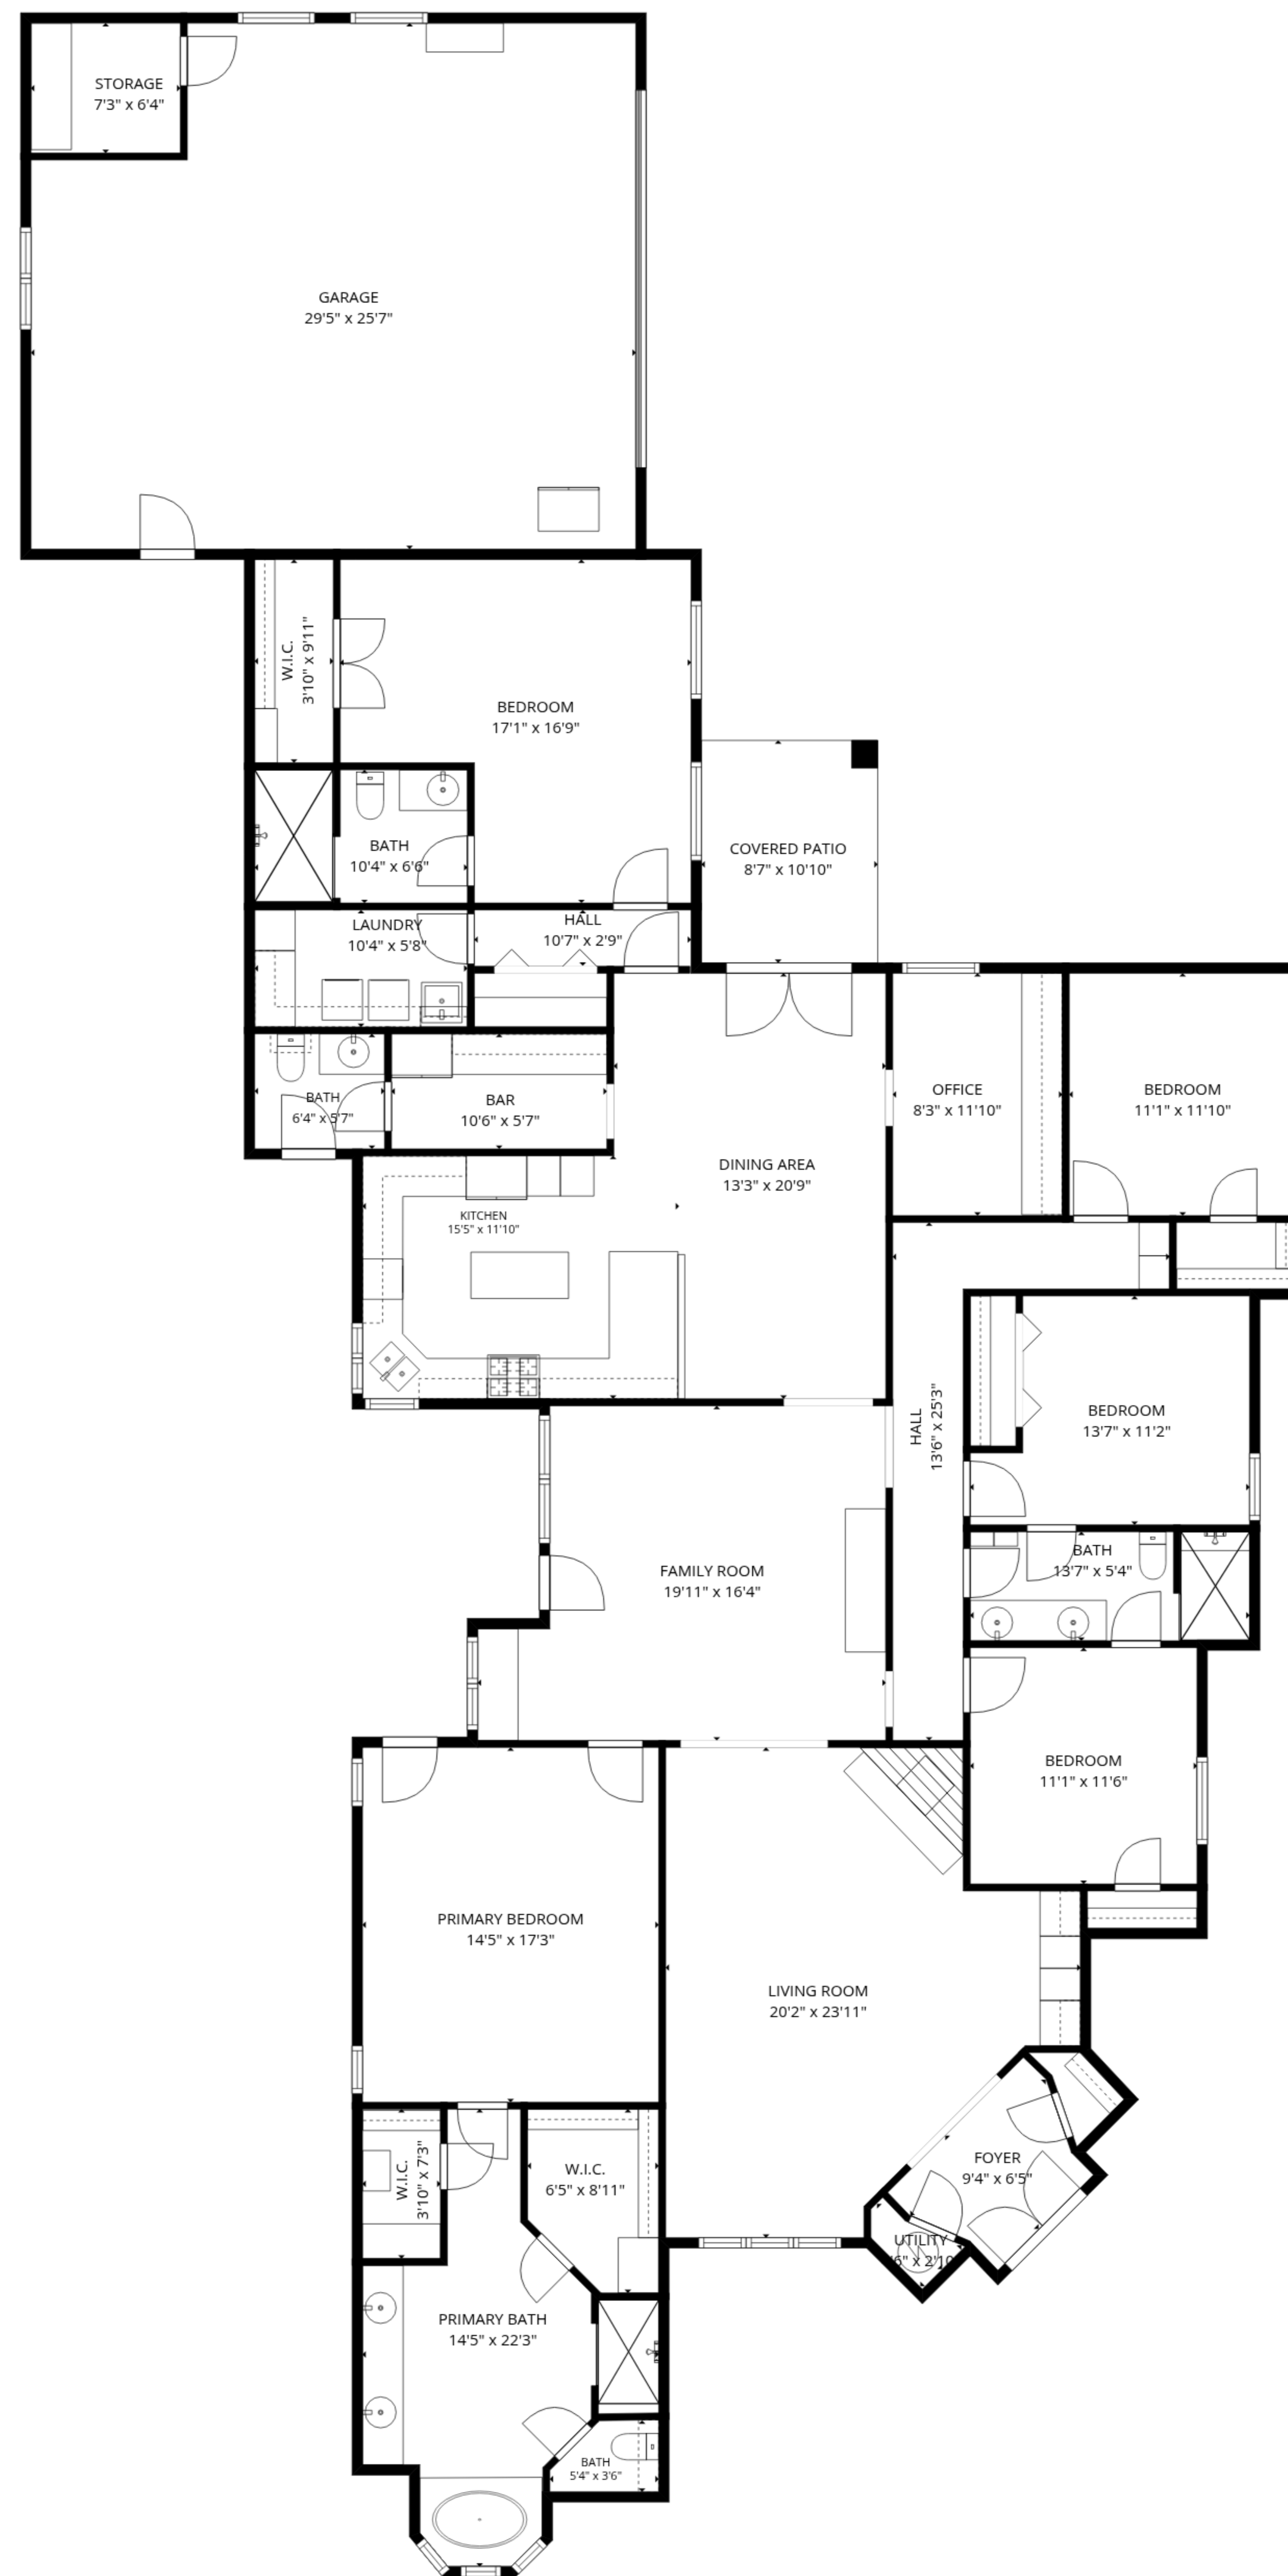 STORAGE
7'3" x 6'4"
GARAGE
29'5" x 25'7"
W.I.C.
3'10" x 9'11"
BEDROOM
17'1" x 16'9"
BATH
10'4" x 6'6"
COVERED PATIO
8'7" x 10'10"
LAUNDRY
10'4" x 5'8"
HALL
10'7" x 2'9"
BATH
6'4" x 5'7"
BAR
10'6" x 5'7"
OFFICE
8'3" x 11'10"
BEDROOM
11'1" x 11'10"
DINING AREA
13'3" x 20'9"
KITCHEN
15'5" x 11'10"
HALL
13'6" x 25'3"
BEDROOM
13'7" x 11'2"
BATH
13'7" x 5'4"
FAMILY ROOM
19'11" x 16'4"
BEDROOM
11'1" x 11'6"
PRIMARY BEDROOM
14'5" x 17'3"
LIVING ROOM
20'2" x 23'11"
FOYER
9'4" x 6'5"
W.I.C.
3'10" x 7'3"
W.I.C.
6'5" x 8'11"
UTILITY
x 2'10
PRIMARY BATH
14'5" x 22'3"
BATH
5'4" x 3'6"